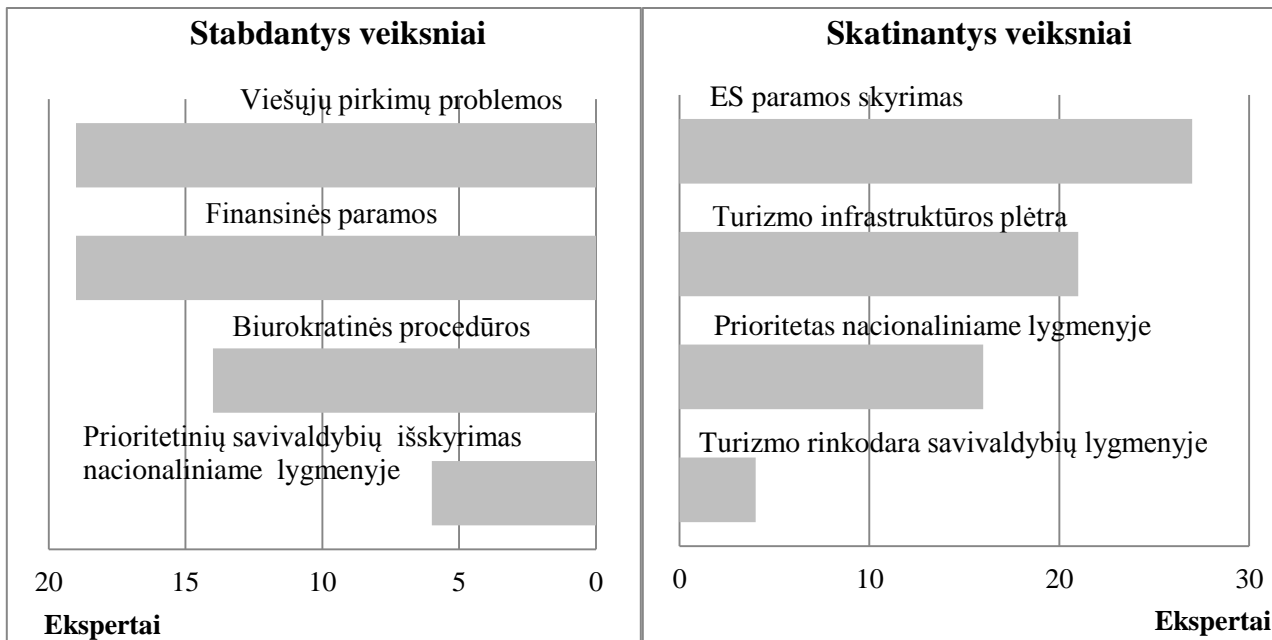 Stabdantys veiksniai
Viešųjų pirkimų problemos
Finansinės paramos
Biurokratinės procedūros
Prioritetinių savivaldybių išskyrimas
nacionaliniame lygmenyje
20 15 10 5 0
Ekspertai
Skatinantys veiksniai
ES paramos skyrimas
Turizmo infrastruktūros plėtra
Prioritetas nacionaliniame lygmenyje
Turizmo rinkodara savivaldybių lygmenyje
0 10 20 30
Ekspertai